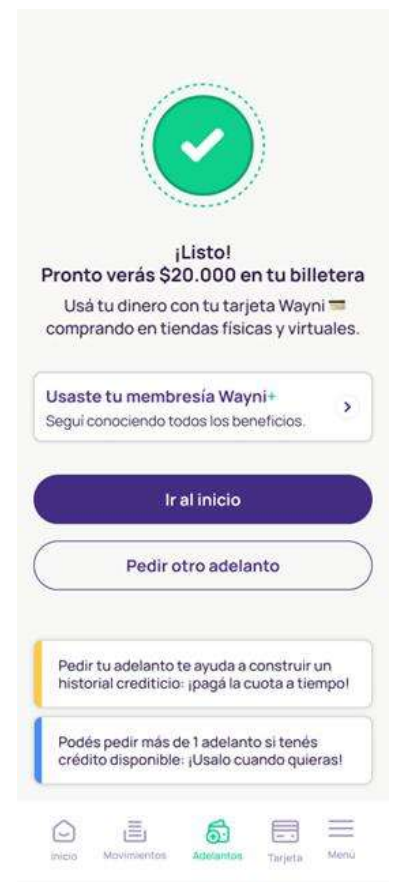 ¡Listo!
Pronto verás $20.000 en tu billetera
Usá tu dinero con tu tarjeta Wayni
comprando en tiendas físicas y virtuales.
Usaste tu membresía Wayni+
Seguí conociendo todos los beneficios.
Ir al inicio
Pedir otro adelanto
Pedir tu adelanto te ayuda a construir un
historial crediticio: ¡pagá la cuota a tiempo!
Podés pedir más de 1 adelanto si tenés
crédito disponible: ¡Usalo cuando quieras!
Inicio Movimientos Adelantos Tarjeta Menú